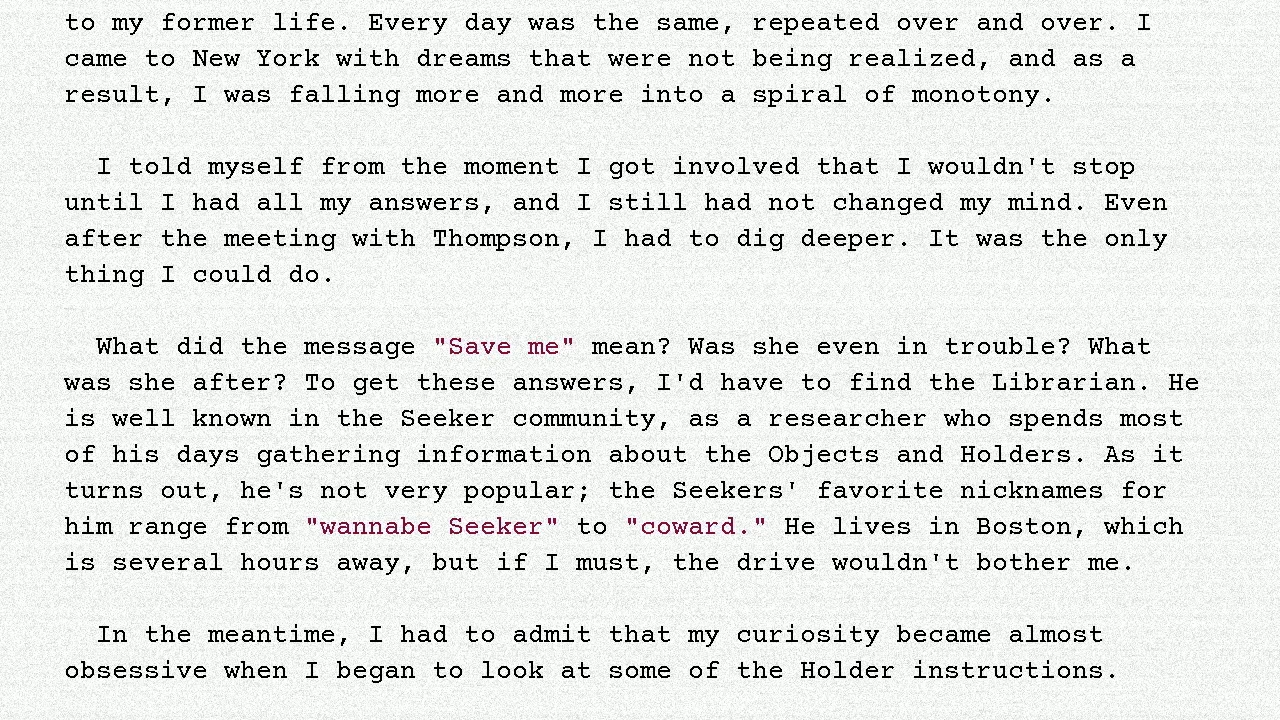 to my former life. Every day was the same, repeated over and over. I
came to New York with dreams that were not being realized, and as a
result, I was falling more and more into a spiral of monotony.
I told myself from the moment I got involved that I wouldn't stop
until I had all my answers, and I still had not changed my mind. Even
after the meeting with Thompson, I had to dig deeper. It was the only
thing I could do.
What did the message "Save me" mean? Was she even in trouble? What
was she after? To get these answers, I'd have to find the Librarian. He
is well known in the Seeker community, as a researcher who spends most
of his days gathering information about the Objects and Holders. As it
turns out, he's not very popular; the Seekers' favorite nicknames for
him range from "wannabe Seeker" to "coward." He lives in Boston, which
is several hours away, but if I must, the drive wouldn't bother me.
In the meantime, I had to admit that my curiosity became almost
obsessive when I began to look at some of the Holder instructions.